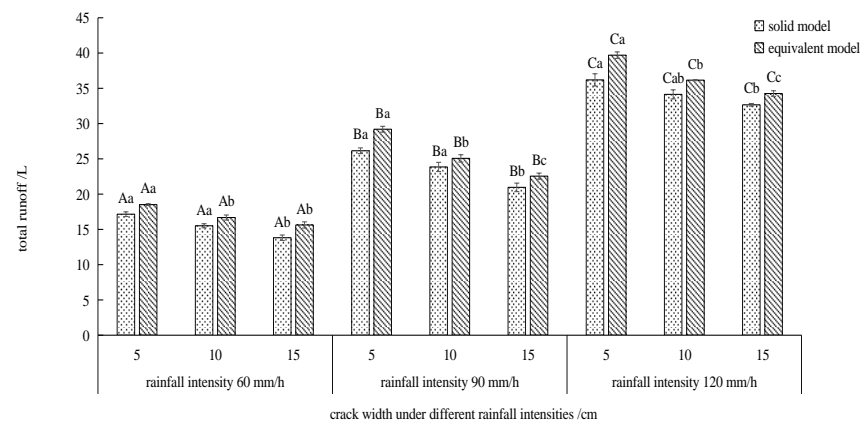 45
40
35
30
25
20
15
10
5
0
total runoff /L
solid model
equivalent model
Aa Aa Aa Ab Ab Ab Ba Ba Ba Bb Bb Bc Ca Ca Cab Cb Cb Cc
5 10 15 5 10 15 5 10 15
rainfall intensity 60 mm/h rainfall intensity 90 mm/h rainfall intensity 120 mm/h
crack width under different rainfall intensities /cm